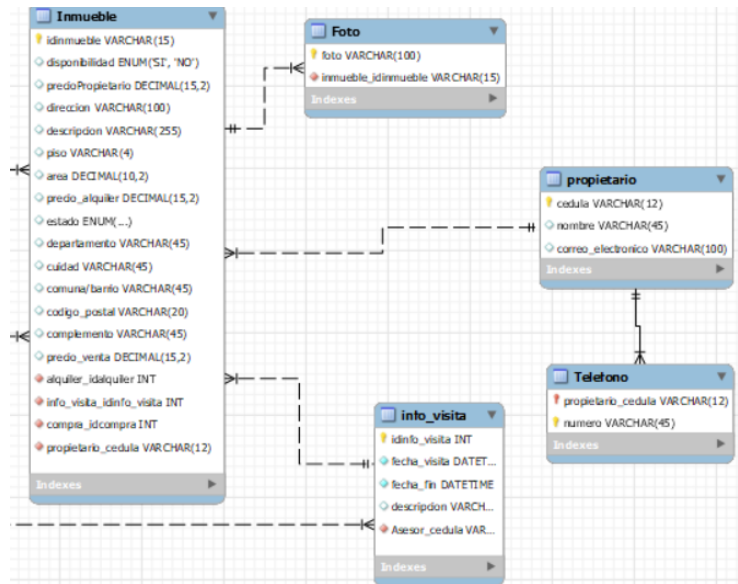 Inmueble
idinmueble VARCHAR(15)
disponibilidad ENUM('SI', 'NO')
precioPropietario DECIMAL(15,2)
direccion VARCHAR(100)
descripcion VARCHAR(255)
piso VARCHAR(4)
area DECIMAL(10,2)
precio_alquiler DECIMAL(15,2)
estado ENUM(...)
departamento VARCHAR(45)
cuidad VARCHAR(45)
comuna/barrio VARCHAR(45)
codigo_postal VARCHAR(20)
complemento VARCHAR(45)
precio_venta DECIMAL(15,2)
alquiler_idalquiler INT
info_visita_idinfo_visita INT
compra_idcompra INT
propietario_cedula VARCHAR(12)
Indexes
Foto
foto VARCHAR(100)
inmueble_idinmueble VARCHAR(15)
Indexes
propietario
cedula VARCHAR(12)
nombre VARCHAR(45)
correo_electronico VARCHAR(100)
Indexes
Telefono
propietario_cedula VARCHAR(12)
numero VARCHAR(45)
Indexes
info_visita
idinfo_visita INT
fecha_visita DATET...
fecha_fin DATETIME
descripcion VARCH...
Asesor_cedula VAR...
Indexes